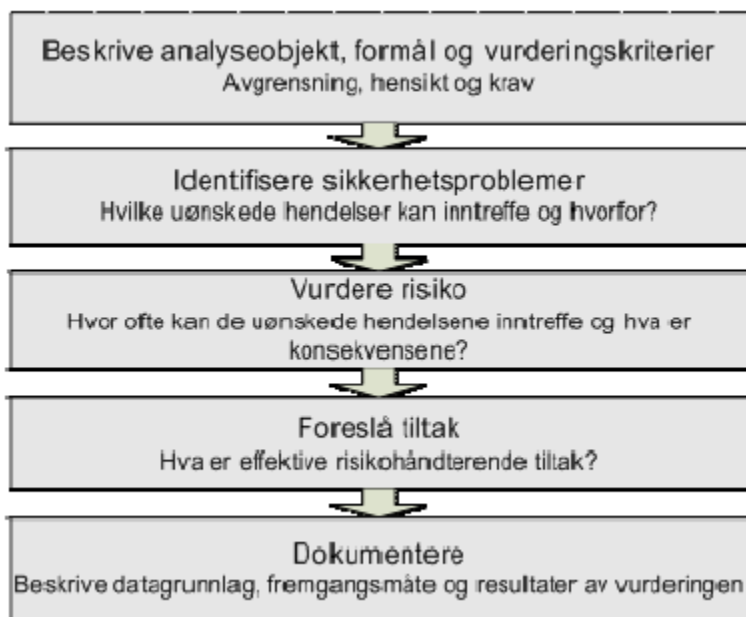 Beskrive analyseobjekt, formål og vurderingskriterier
Avgrensning, hensikt og krav
Identifisere sikkerhetsproblemer
Hvilke uønskede hendelser kan inntreffe og hvorfor?
Vurdere risiko
Hvor ofte kan de uønskede hendelsene inntreffe og hva er
konsekvensene?
Foreslå tiltak
Hva er effektive risikohåndterende tiltak?
Dokumentere
Beskrive datagrunnlag, fremgangsmåte og resultater av vurderingen